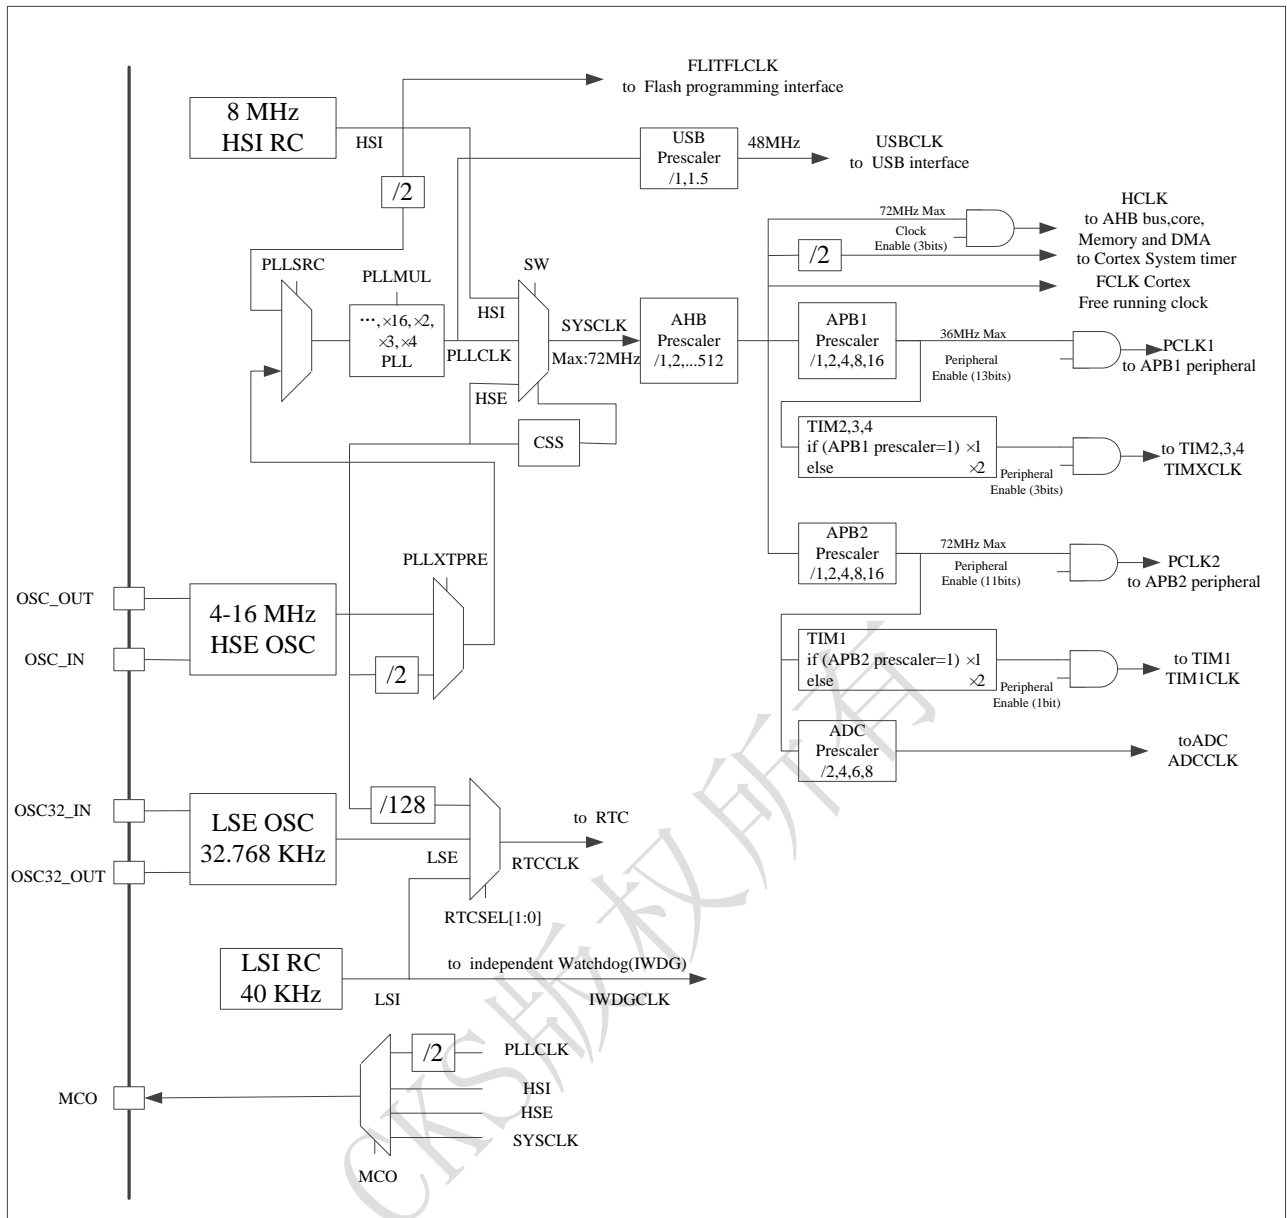 FLITFLCLK
to Flash programming interface
8 MHz
HSI RC
HSI
USB
Prescaler
/1,1.5
48MHz
USBCLK
to USB interface
/2
72MHz Max
Clock
Enable (3bits)
HCLK
to AHB bus,core,
Memory and DMA
/2
to Cortex System timer
FCLK Cortex
Free running clock
PLLSRC
PLLMUL
···, ×16, ×2,
×3, ×4
PLL
SW
HSI
PLLCLK
HSE
SYSCLK
Max:72MHz
AHB
Prescaler
/1,2,...512
APB1
Prescaler
/1,2,4,8,16
36MHz Max
Peripheral
Enable (13bits)
PCLK1
to APB1 peripheral
CSS
TIM2,3,4
if (APB1 prescaler=1) ×1
else ×2
Peripheral
Enable (3bits)
to TIM2,3,4
TIMXCLK
APB2
Prescaler
/1,2,4,8,16
72MHz Max
Peripheral
Enable (11bits)
PCLK2
to APB2 peripheral
PLLXTPRE
OSC_OUT
OSC_IN
4-16 MHz
HSE OSC
/2
TIM1
if (APB2 prescaler=1) ×1
else ×2
Peripheral
Enable (1bit)
to TIM1
TIM1CLK
ADC
Prescaler
/2,4,6,8
toADC
ADCCLK
OSC32_IN
OSC32_OUT
LSE OSC
32.768 KHz
/128
LSE
to RTC
RTCCLK
RTCSEL[1:0]
LSI RC
40 KHz
LSI
to independent Watchdog(IWDG)
IWDGCLK
/2
PLLCLK
HSI
HSE
SYSCLK
MCO
MCO
CKS版权所有